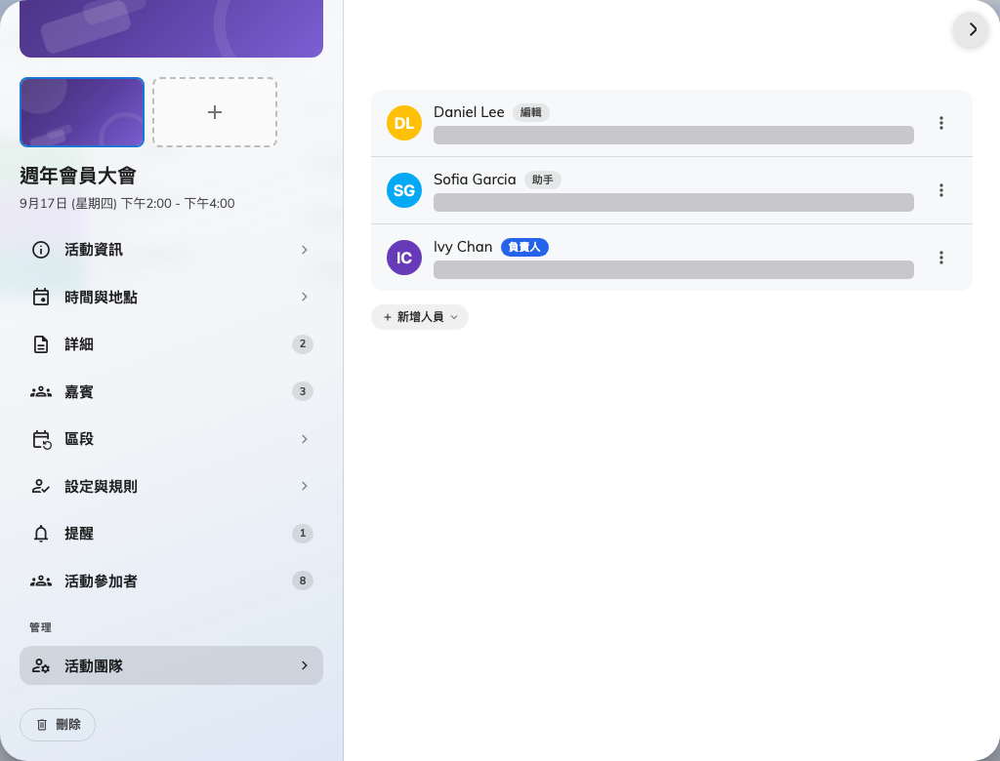 週年會員大會
9月17日 (星期四) 下午2:00 - 下午4:00
活動資訊
時間與地點
詳細 2
嘉賓 3
區段
設定與規則
提醒 1
活動參加者 8
管理
活動團隊
刪除
DL Daniel Lee 編輯
SG Sofia Garcia 助手
IC Ivy Chan 負責人
+ 新增人員